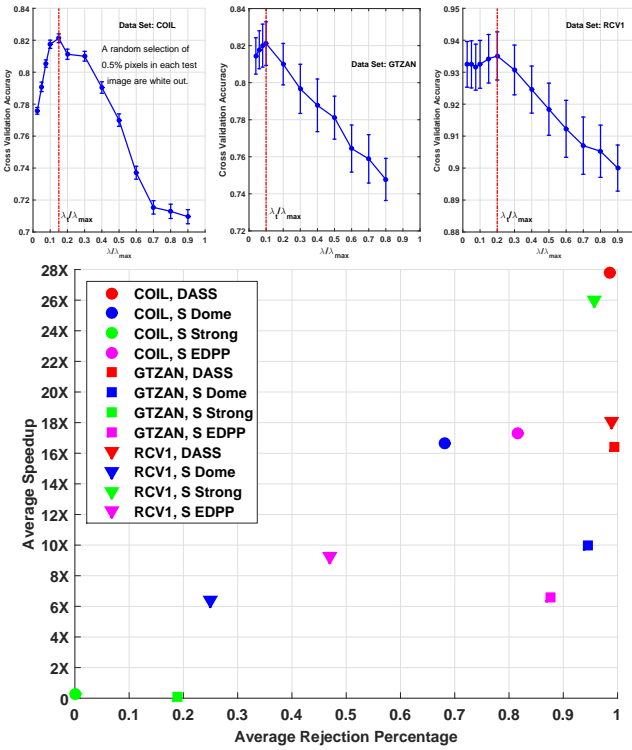 Data Set: COIL
A random selection of
0.5% pixels in each test
image are white out.
Cross Validation Accuracy
0.84
0.82
0.8
0.78
0.76
0.74
0.72
0.7
λt/λmax
0 0.1 0.2 0.3 0.4 0.5 0.6 0.7 0.8 0.9 1
λ/λmax
Data Set: GTZAN
Cross Validation Accuracy
0.84
0.82
0.8
0.78
0.76
0.74
0.72
λt/λmax
0 0.1 0.2 0.3 0.4 0.5 0.6 0.7 0.8 0.9 1
λ/λmax
Data Set: RCV1
Cross Validation Accuracy
0.95
0.94
0.93
0.92
0.91
0.9
0.89
0.88
λt/λmax
0 0.1 0.2 0.3 0.4 0.5 0.6 0.7 0.8 0.9 1
λ/λmax
Average Speedup
28X
26X
24X
22X
20X
18X
16X
14X
12X
10X
8X
6X
4X
2X
0
COIL, DASS
COIL, S Dome
COIL, S Strong
COIL, S EDPP
GTZAN, DASS
GTZAN, S Dome
GTZAN, S Strong
GTZAN, S EDPP
RCV1, DASS
RCV1, S Dome
RCV1, S Strong
RCV1, S EDPP
0 0.1 0.2 0.3 0.4 0.5 0.6 0.7 0.8 0.9 1
Average Rejection Percentage